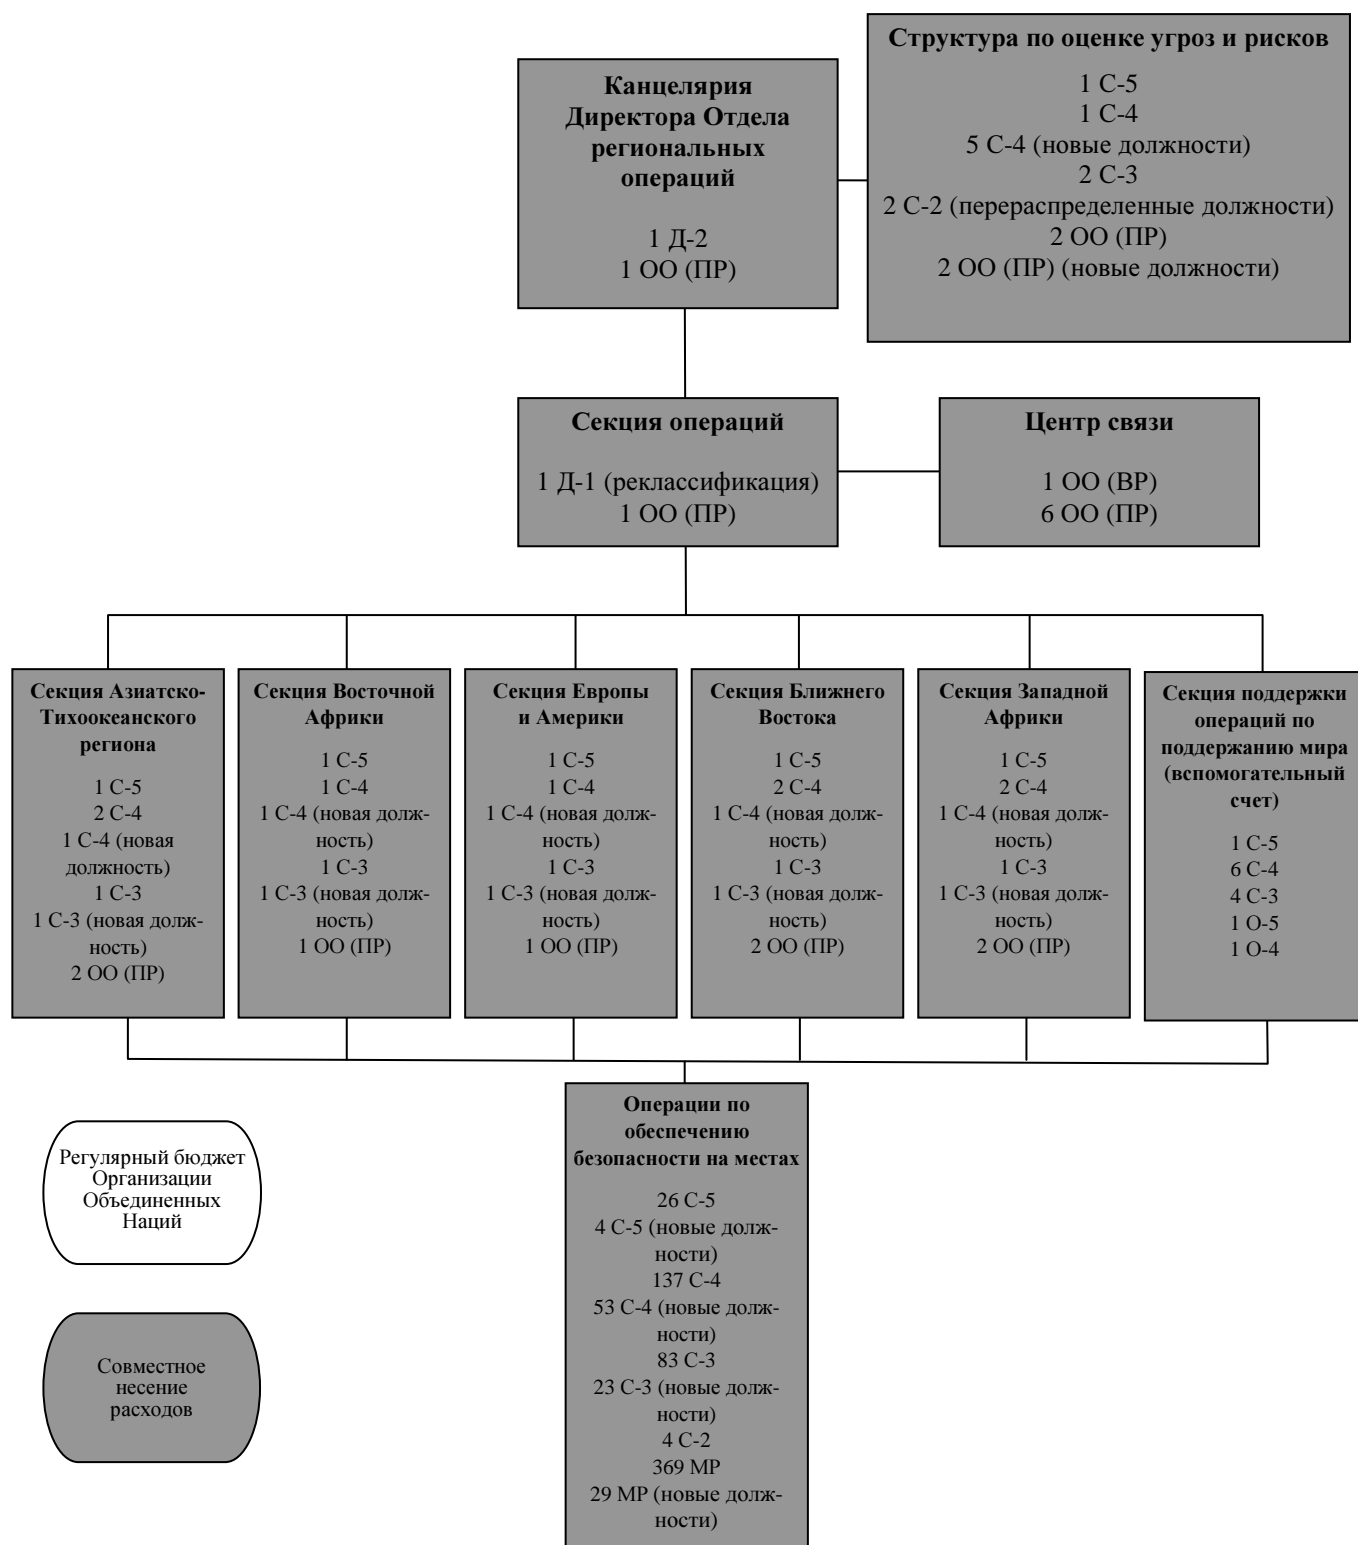 Структура по оценке угроз и рисков
1 С-5
1 С-4
5 С-4 (новые должности)
2 С-3
2 С-2 (перераспределенные должности)
2 ОО (ПР)
2 ОО (ПР) (новые должности)
Канцелярия
Директора Отдела
региональных
операций
1 Д-2
1 ОО (ПР)
Секция операций
1 Д-1 (реклассификация)
1 ОО (ПР)
Центр связи
1 ОО (ВР)
6 ОО (ПР)
Секция Азиатско-
Тихоокеанского
региона
1 С-5
2 С-4
1 С-4 (новая
должность)
1 С-3
1 С-3 (новая долж-
ность)
2 ОО (ПР)
Секция Восточной
Африки
1 С-5
1 С-4
1 С-4 (новая долж-
ность)
1 С-3
1 С-3 (новая долж-
ность)
1 ОО (ПР)
Секция Европы
и Америки
1 С-5
1 С-4
1 С-4 (новая долж-
ность)
1 С-3
1 С-3 (новая долж-
ность)
1 ОО (ПР)
Секция Ближнего
Востока
1 С-5
2 С-4
1 С-4 (новая долж-
ность)
1 С-3
1 С-3 (новая долж-
ность)
2 ОО (ПР)
Секция Западной
Африки
1 С-5
2 С-4
1 С-4 (новая долж-
ность)
1 С-3
1 С-3 (новая долж-
ность)
2 ОО (ПР)
Секция поддержки
операций по
поддержанию мира
(вспомогательный
счет)
1 С-5
6 С-4
4 С-3
1 О-5
1 О-4
Операции по
обеспечению
безопасности на местах
26 С-5
4 С-5 (новые долж-
ности)
137 С-4
53 С-4 (новые долж-
ности)
83 С-3
23 С-3 (новые долж-
ности)
4 С-2
369 МР
29 МР (новые долж-
ности)
Регулярный бюджет
Организации
Объединенных
Наций
Совместное
несение
расходов